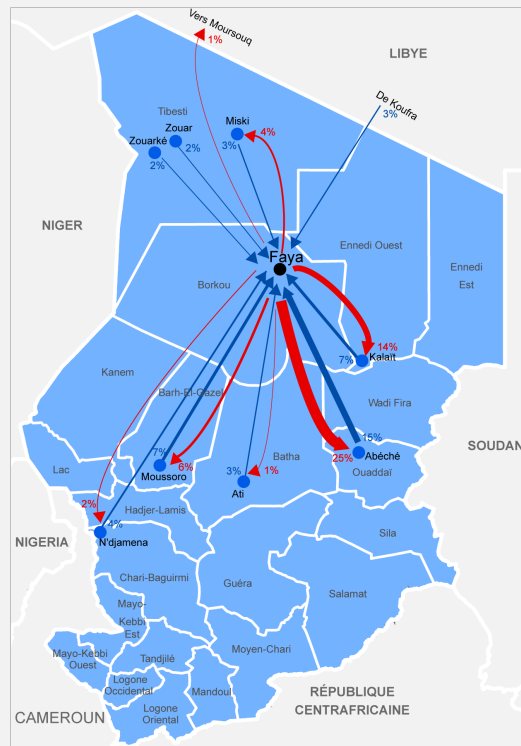 Vers Moursouq
1%
LIBYE
De Koufra
3%
Tibesti
Miski
4%
3%
Zouar
2%
Zouarké
2%
NIGER
Ennedi Ouest
Ennedi
Est
Faya
Borkou
14%
7%
Kalaït
Kanem
Barh-El-Gazel
Wadi Fira
15%
25%
Abéché
Ouaddaï
SOUDAN
7%
6%
Moussoro
Batha
3%
1%
Ati
Lac
2%
4%
N'djamena
Hadjer-Lamis
NIGERIA
Sila
Chari-Baguirmi
Guéra
Salamat
Mayo-
Kebbi
Est
Mayo-Kebbi
Ouest
Tandjilé
Moyen-Chari
Logone
Occidental
Mandoul
Logone
Oriental
CAMEROUN
RÉPUBLIQUE
CENTRAFRICAINE